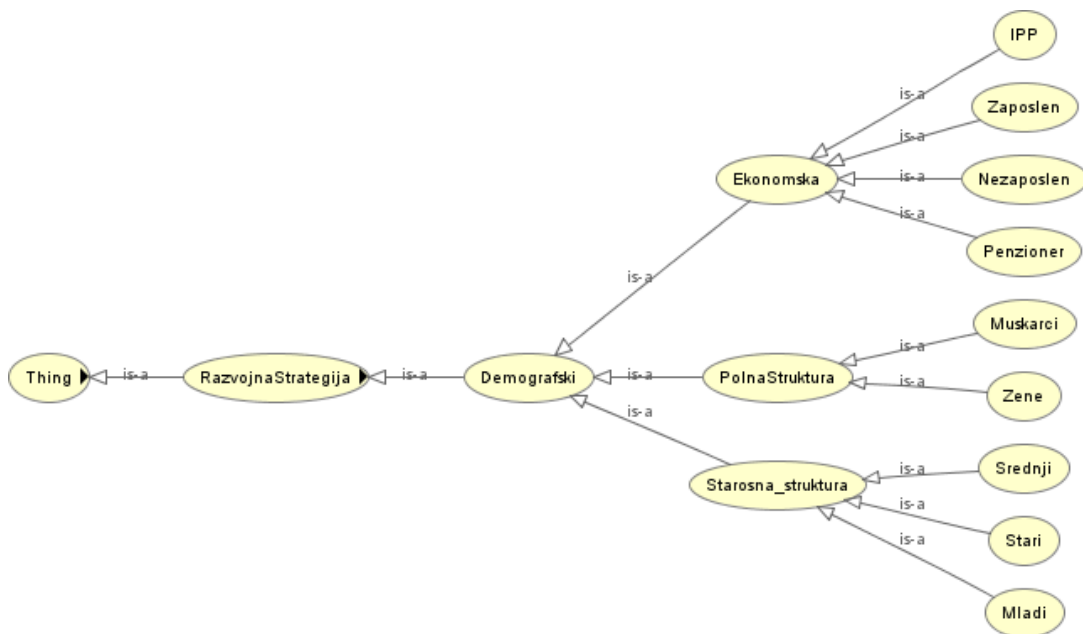 IPP
is-a
Zaposlen
is-a
Ekonomska
is-a
Nezaposlen
is-a
Penzioner
is-a
Muskarci
is-a
Thing
is-a
RazvojnaStrategija
is-a
Demografski
is-a
PolnaStruktura
is-a
Zene
is-a
Srednji
is-a
Starosna_struktura
is-a
Stari
is-a
Mladi